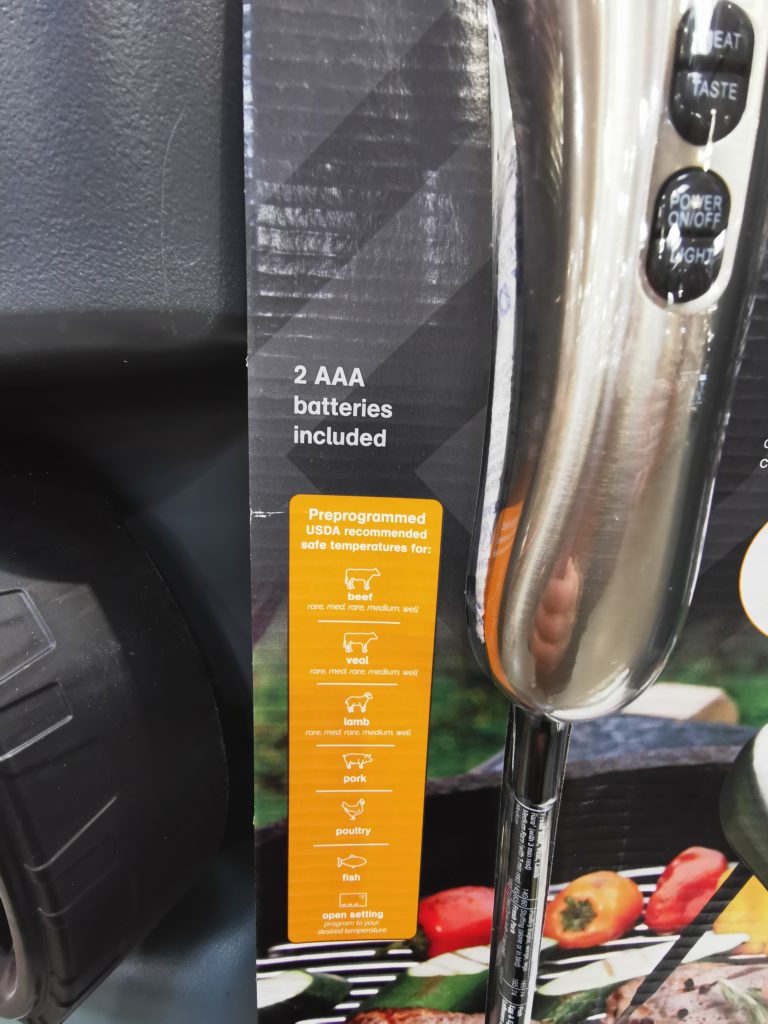 MEAT
TASTE
POWER
ON/OFF
LIGHT
2 AAA
batteries
included
Preprogrammed
USDA recommended
safe temperatures for:
beef
rare, med. rare, medium, well
veal
rare, med. rare, medium, well
lamb
rare, med. rare, medium, well
pork
poultry
fish
open setting
program to your
desired temperature